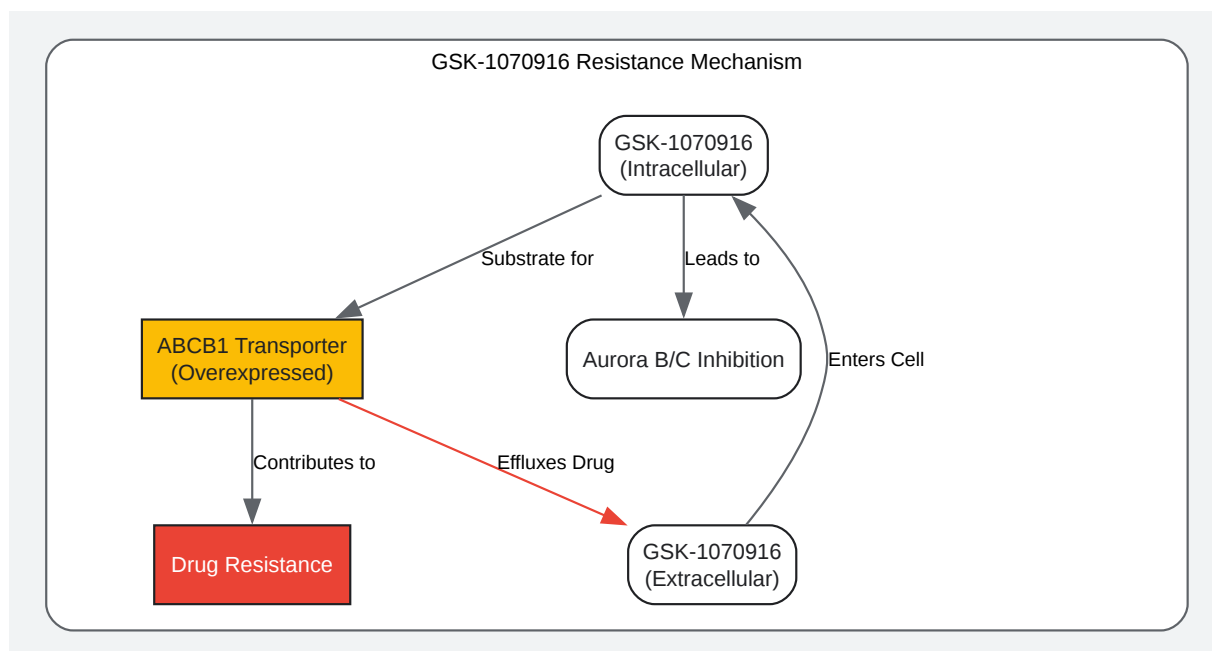 GSK-1070916 Resistance Mechanism
GSK-1070916
(Intracellular)
Substrate for
Leads to
ABCB1 Transporter
(Overexpressed)
Aurora B/C Inhibition
Enters Cell
Contributes to
Effluxes Drug
Drug Resistance
GSK-1070916
(Extracellular)